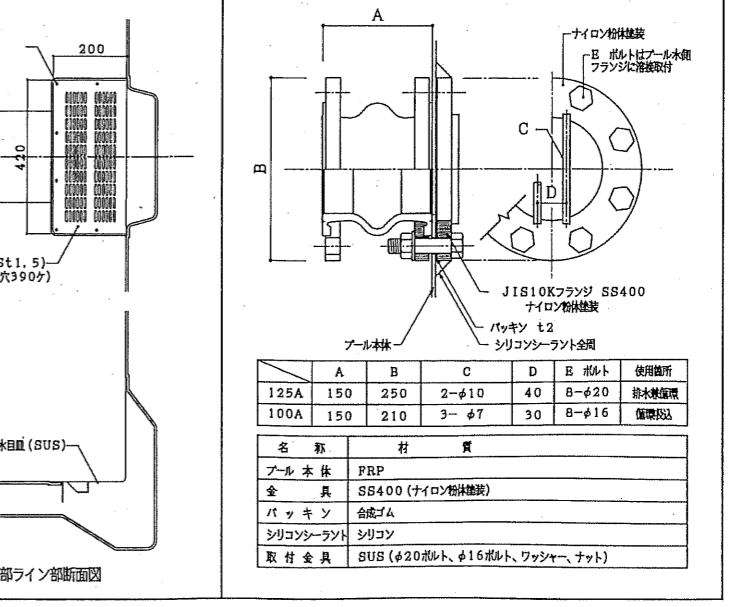 200
420
St1.5)
穴390ケ)
水目皿(SUS)
部ライン部断面図
A
B
ナイロン粉体塗装
E ボルトはプール水側
フランジに溶接取付
C
D
JIS10Kフランジ SS400
ナイロン粉体塗装
パッキン t2
シリコンシーラント全周
プール本体
A B C D E ボルト 使用箇所
125A 150 250 2-φ10 40 8-φ20 排水兼循環
100A 150 210 3- φ7 30 8-φ16
名 称 材 質
プール 本 体 FRP
金 具 SS400(ナイロン粉体塗装)
パ ッ キ ン 合成ゴム
シリコンシーラント シリコン
取 付 金 具 SUS(φ20ボルト、φ16ボルト、ワッシャー、ナット)